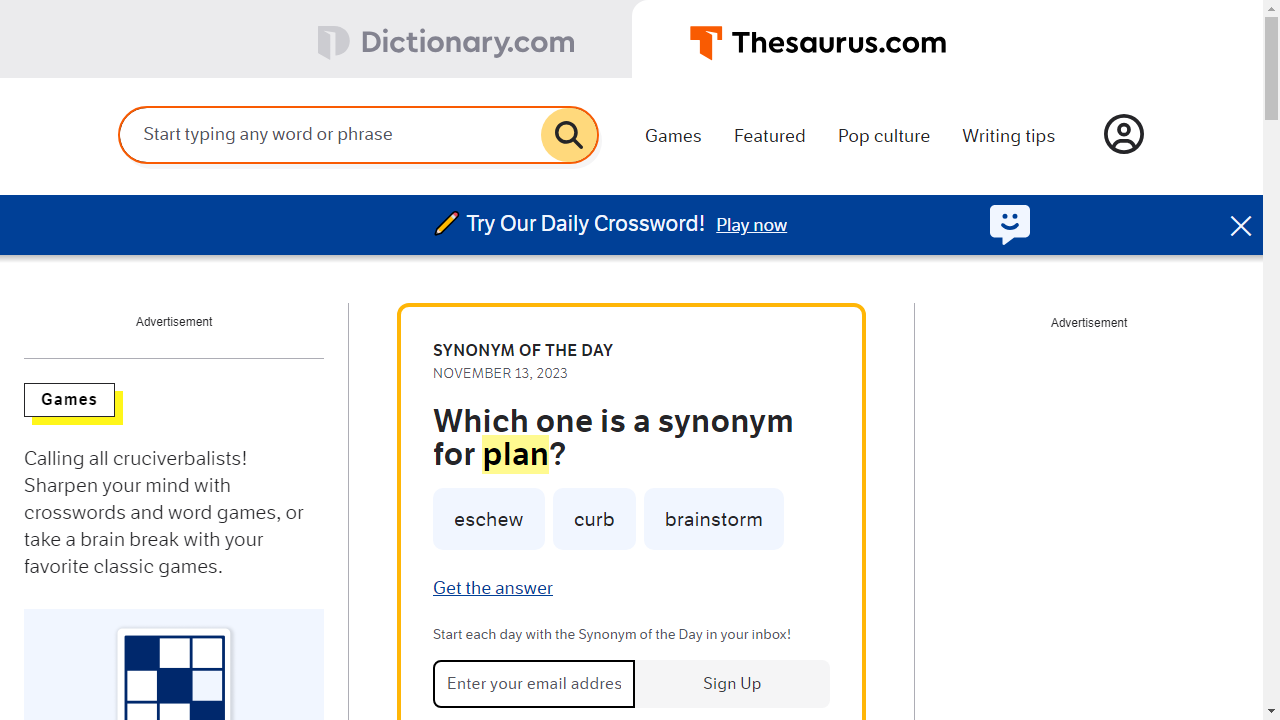 Dictionary.com
Thesaurus.com
Start typing any word or phrase
Games
Featured
Pop culture
Writing tips
Try Our Daily Crossword! Play now
Advertisement
Games
Calling all cruciverbalists!
Sharpen your mind with
crosswords and word games, or
take a brain break with your
favorite classic games.
SYNONYM OF THE DAY
NOVEMBER 13, 2023
Which one is a synonym
for plan?
eschew
curb
brainstorm
Get the answer
Start each day with the Synonym of the Day in your inbox!
Enter your email addres
Sign Up
Advertisement